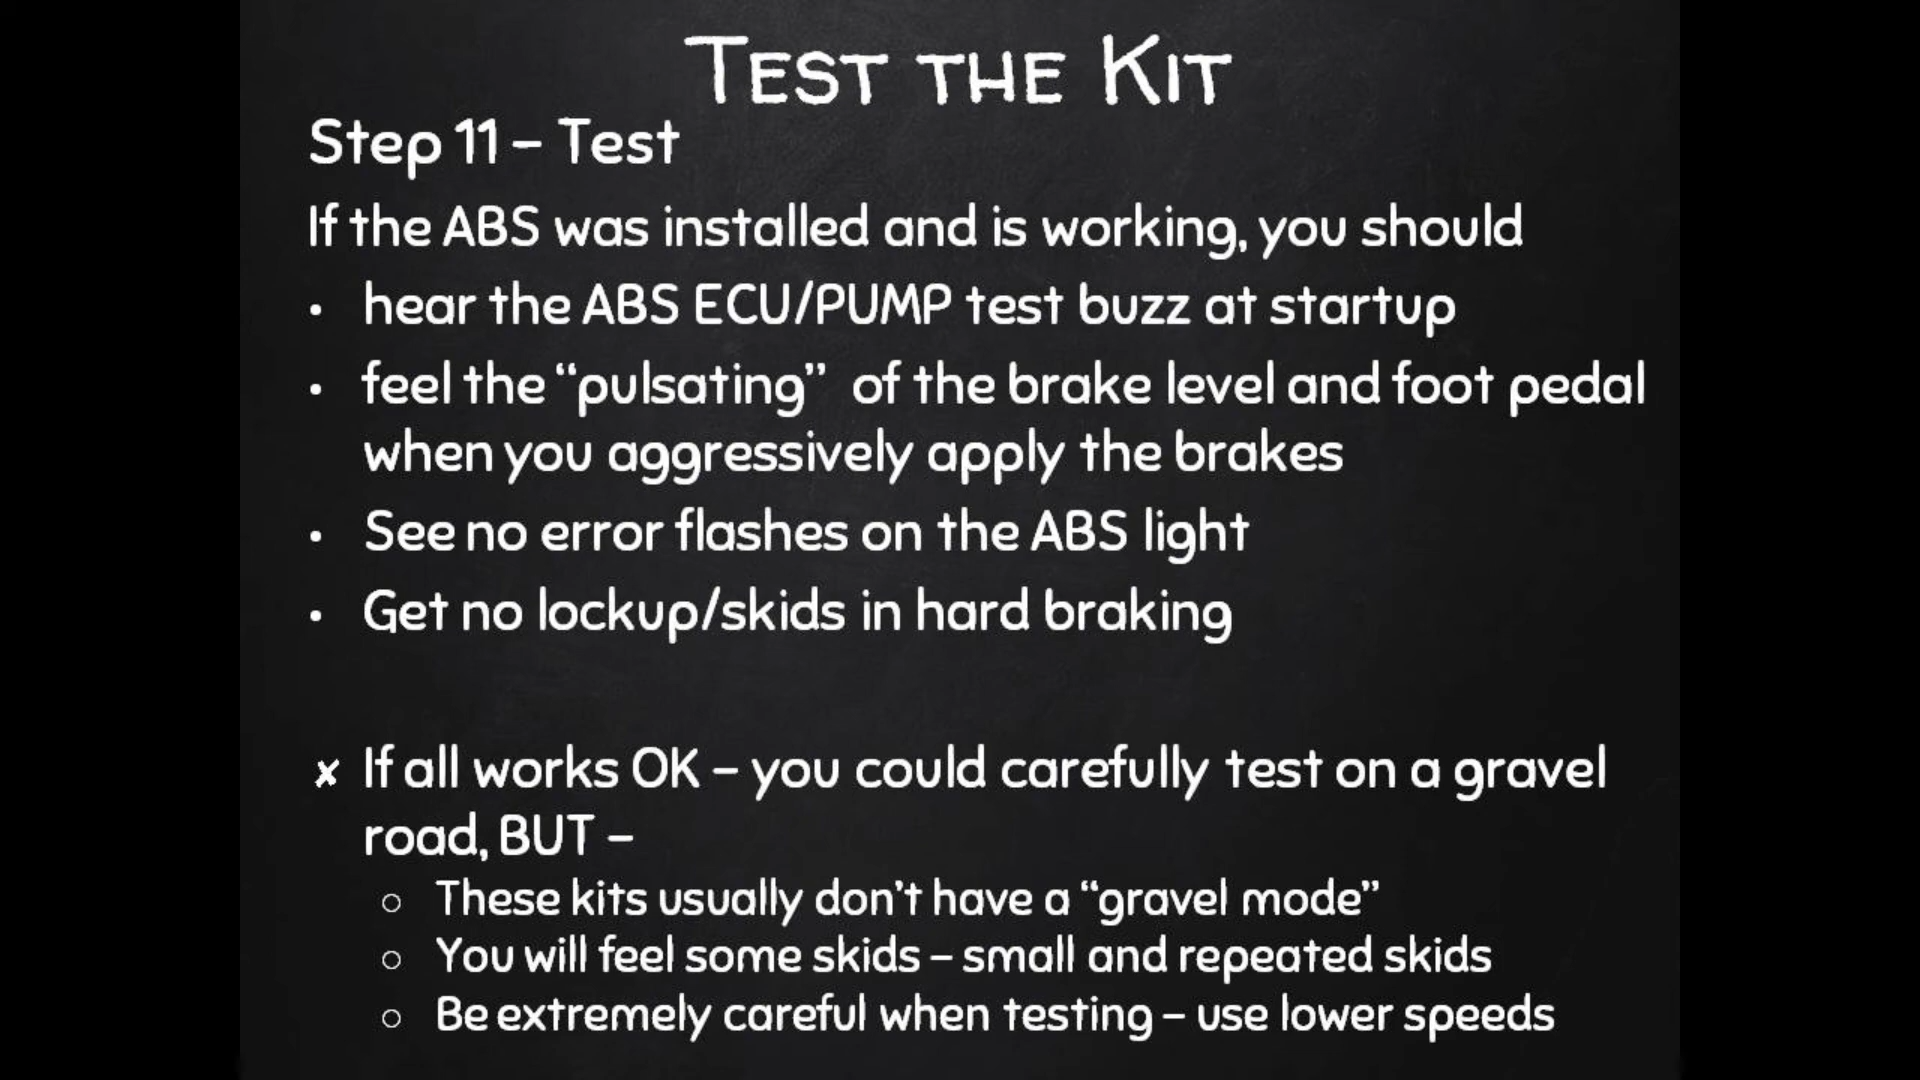 Test the Kit
Step 11 – Test
If the ABS was installed and is working, you should
• hear the ABS ECU/PUMP test buzz at startup
• feel the “pulsating” of the brake level and foot pedal
when you aggressively apply the brakes
• See no error flashes on the ABS light
• Get no lockup/skids in hard braking
✘ If all works OK – you could carefully test on a gravel
road, BUT –
○ These kits usually don’t have a “gravel mode”
○ You will feel some skids – small and repeated skids
○ Be extremely careful when testing – use lower speeds